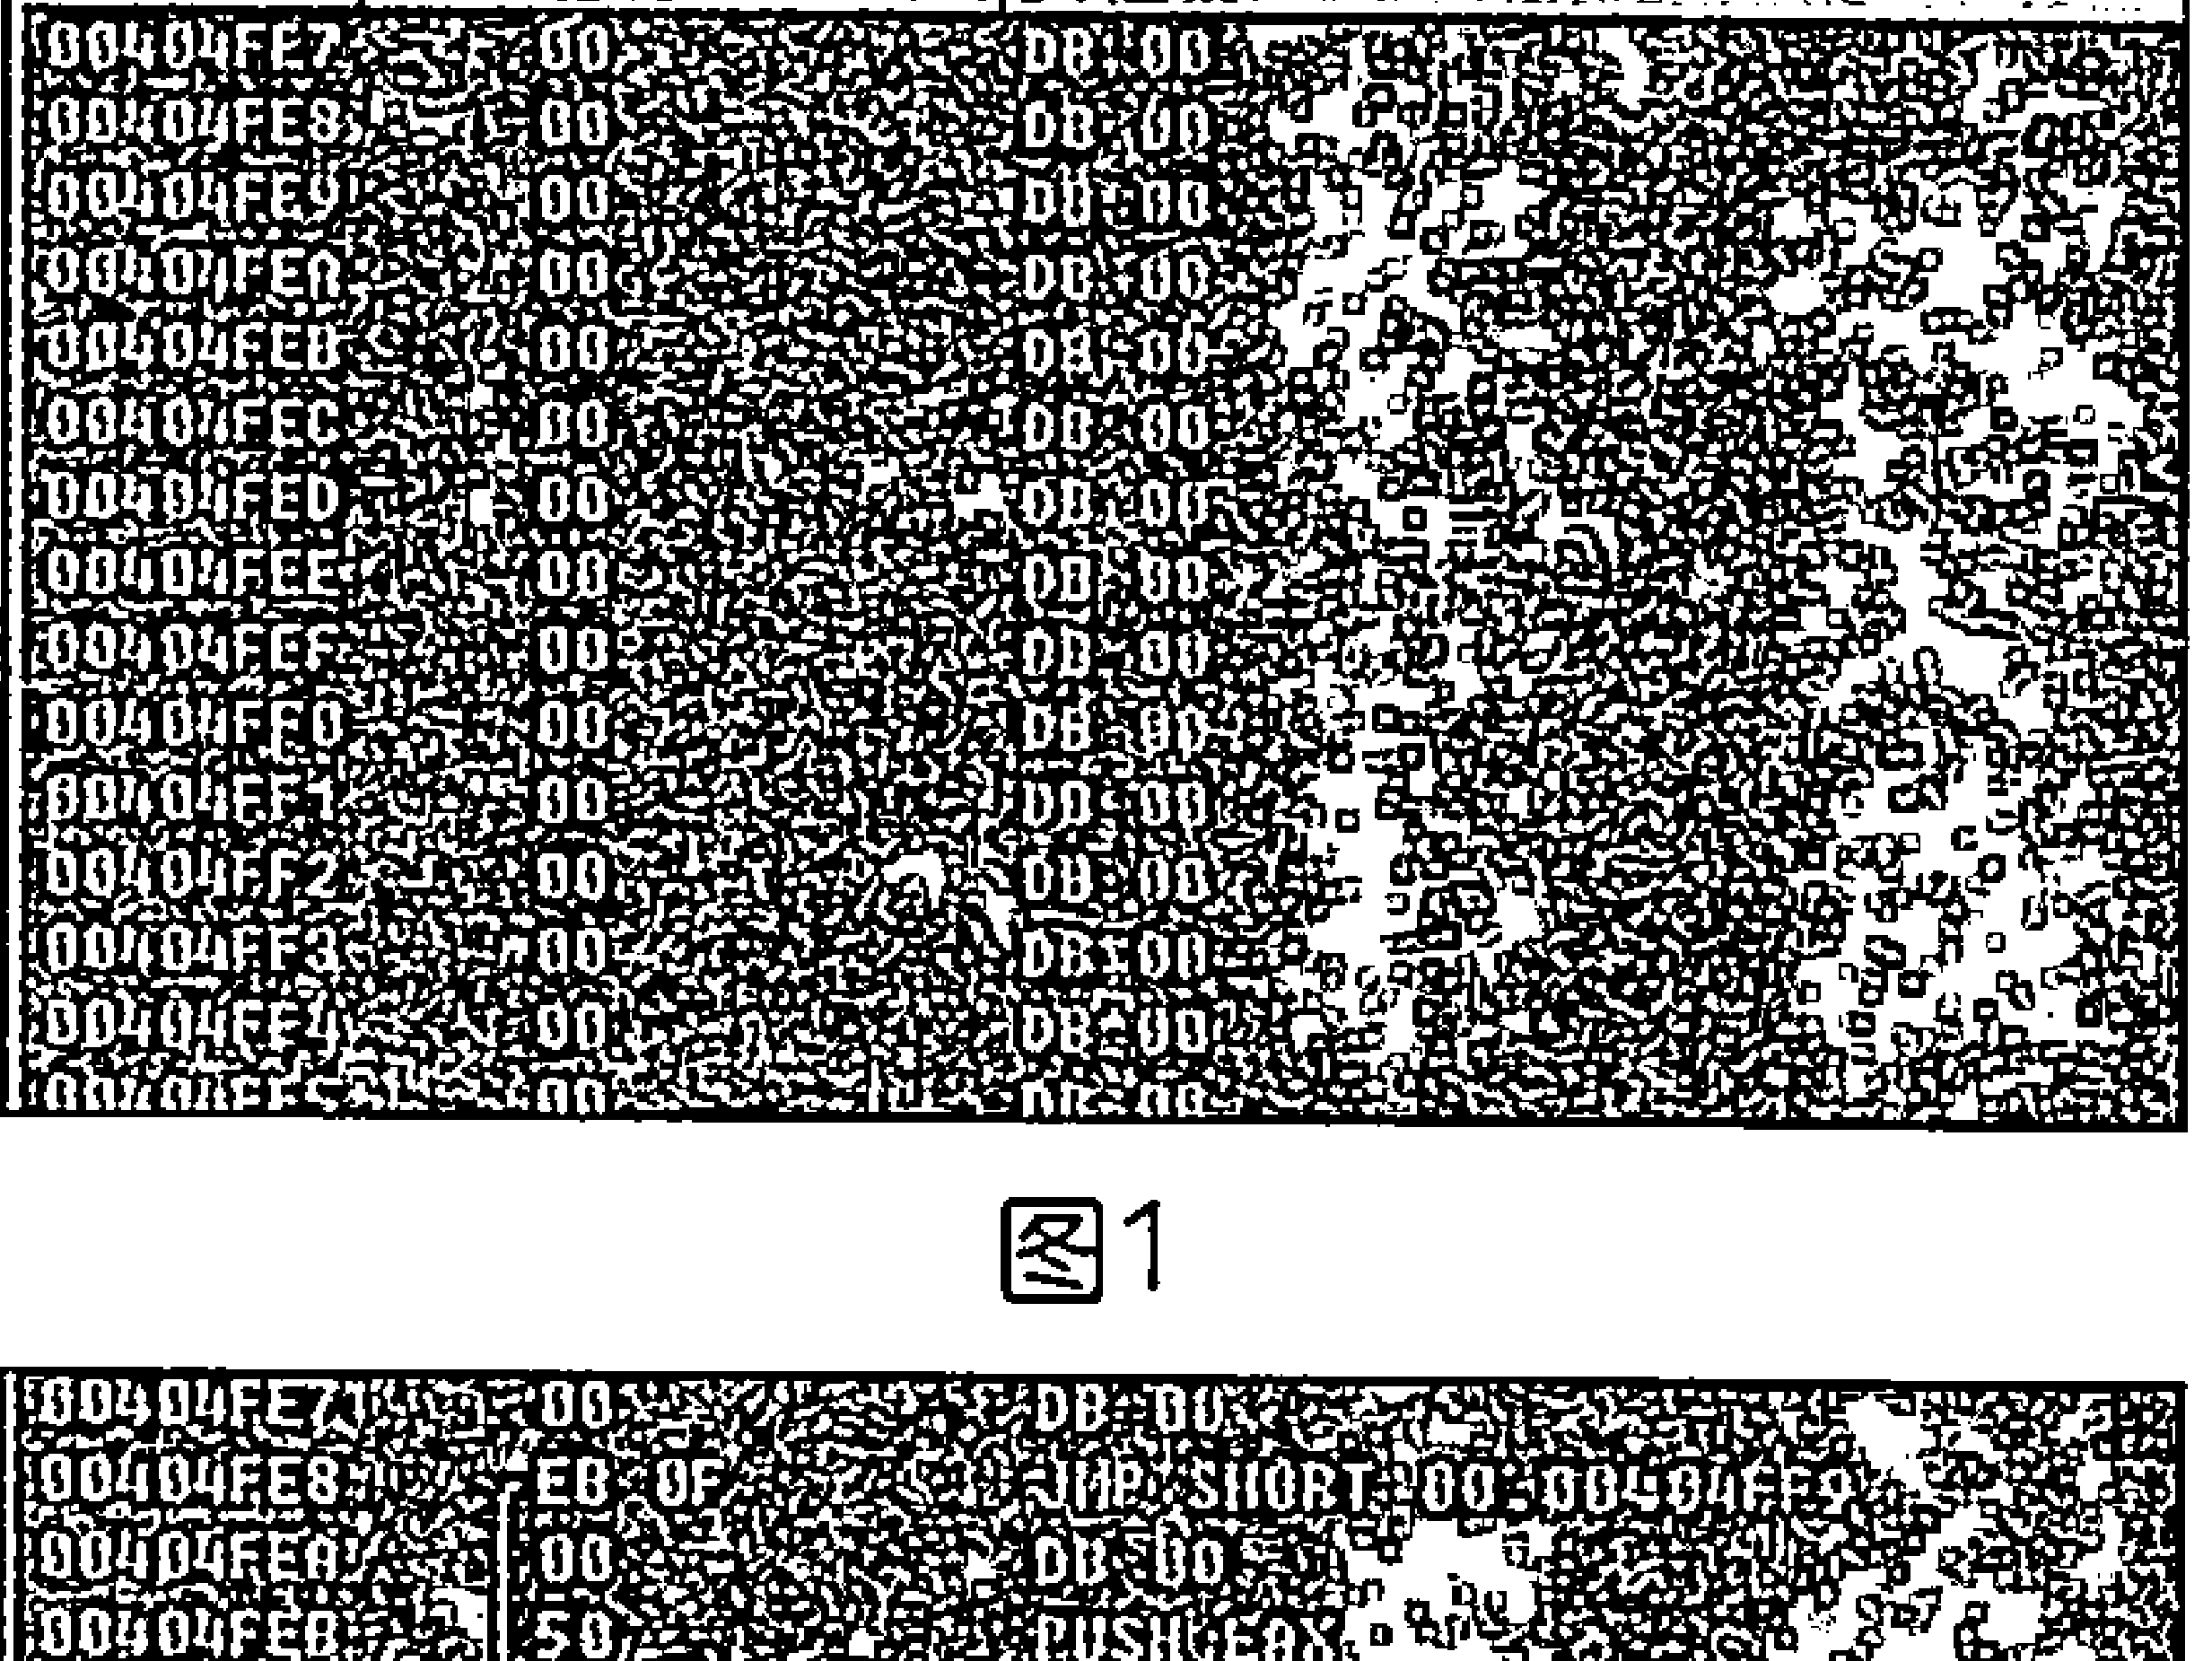 00404FE7 00 DB 00
00404FE8 00 DB 00
00404FE9 00 DB 00
00404FEA 00 DB 00
00404FEB 00 DB 00
00404FEC 00 DB 00
00404FED 00 DB 00
00404FEE 00 DB 00
00404FEF 00 DB 00
00404FF0 00 DB 00
00404FF1 00 DB 00
00404FF2 00 DB 00
00404FF3 00 DB 00
00404FF4 00 DB 00
00404FF5 00 DB 00
图1
00404FE7 00 DB 00
00404FE8 EB 0F JMP SHORT 00500404FF9
00404FEA 00 DB 00
00404FEB 50 PUSH EAX